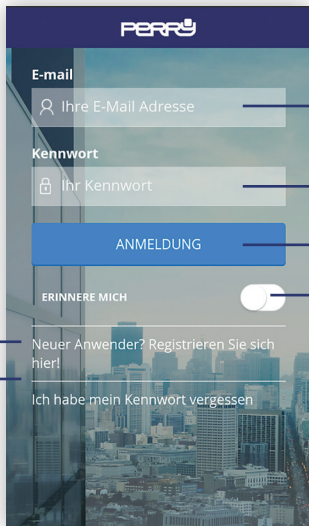 PERRY
E-mail
Ihre E-Mail Adresse
Kennwort
Ihr Kennwort
ANMELDUNG
ERINNERE MICH
Neuer Anwender? Registrieren Sie sich
hier!
Ich habe mein Kennwort vergessen